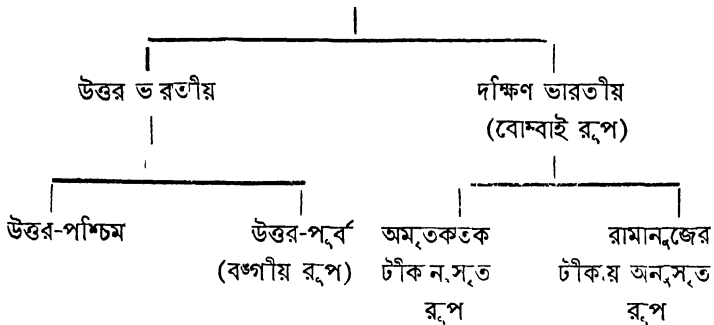 উত্তর ভারতীয়
দক্ষিণ ভারতীয়
(বোম্বাই রূপ)
উত্তর-পশ্চিম
উত্তর-পূর্ব
(বঙ্গীয় রূপ)
অমৃতকতক
টীকানুসৃত
রূপ
রামানুজের
টীকায় অনুসৃত
রূপ